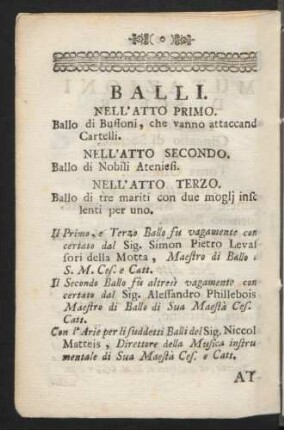 ( o )
BALLI.
NELL'ATTO PRIMO.
Ballo di Buffoni, che vanno attaccand
Cartelli.
NELL'ATTO SECONDO.
Ballo di Nobili Ateniesi.
NELL'ATTO TERZO.
Ballo di tre mariti con due moglj inso
lenti per uno.
Il Primo, e Terzo Ballo fù vagamente con
certato dal Sig. Simon Pietro Levas
sori della Motta, Maestro di Ballo
S. M. Ces. e Catt.
Il Secondo Ballo fù altresì vagamente con
certato dal Sig. Alessandro Phillebois
Maestro di Ballo di Sua Maestà Ces.
Catt.
Con l'Arie per li suddetti Balli del Sig. Niccol
Matteis, Direttore della Musica instru
mentale di Sua Maestà Ces. e Catt.
AT